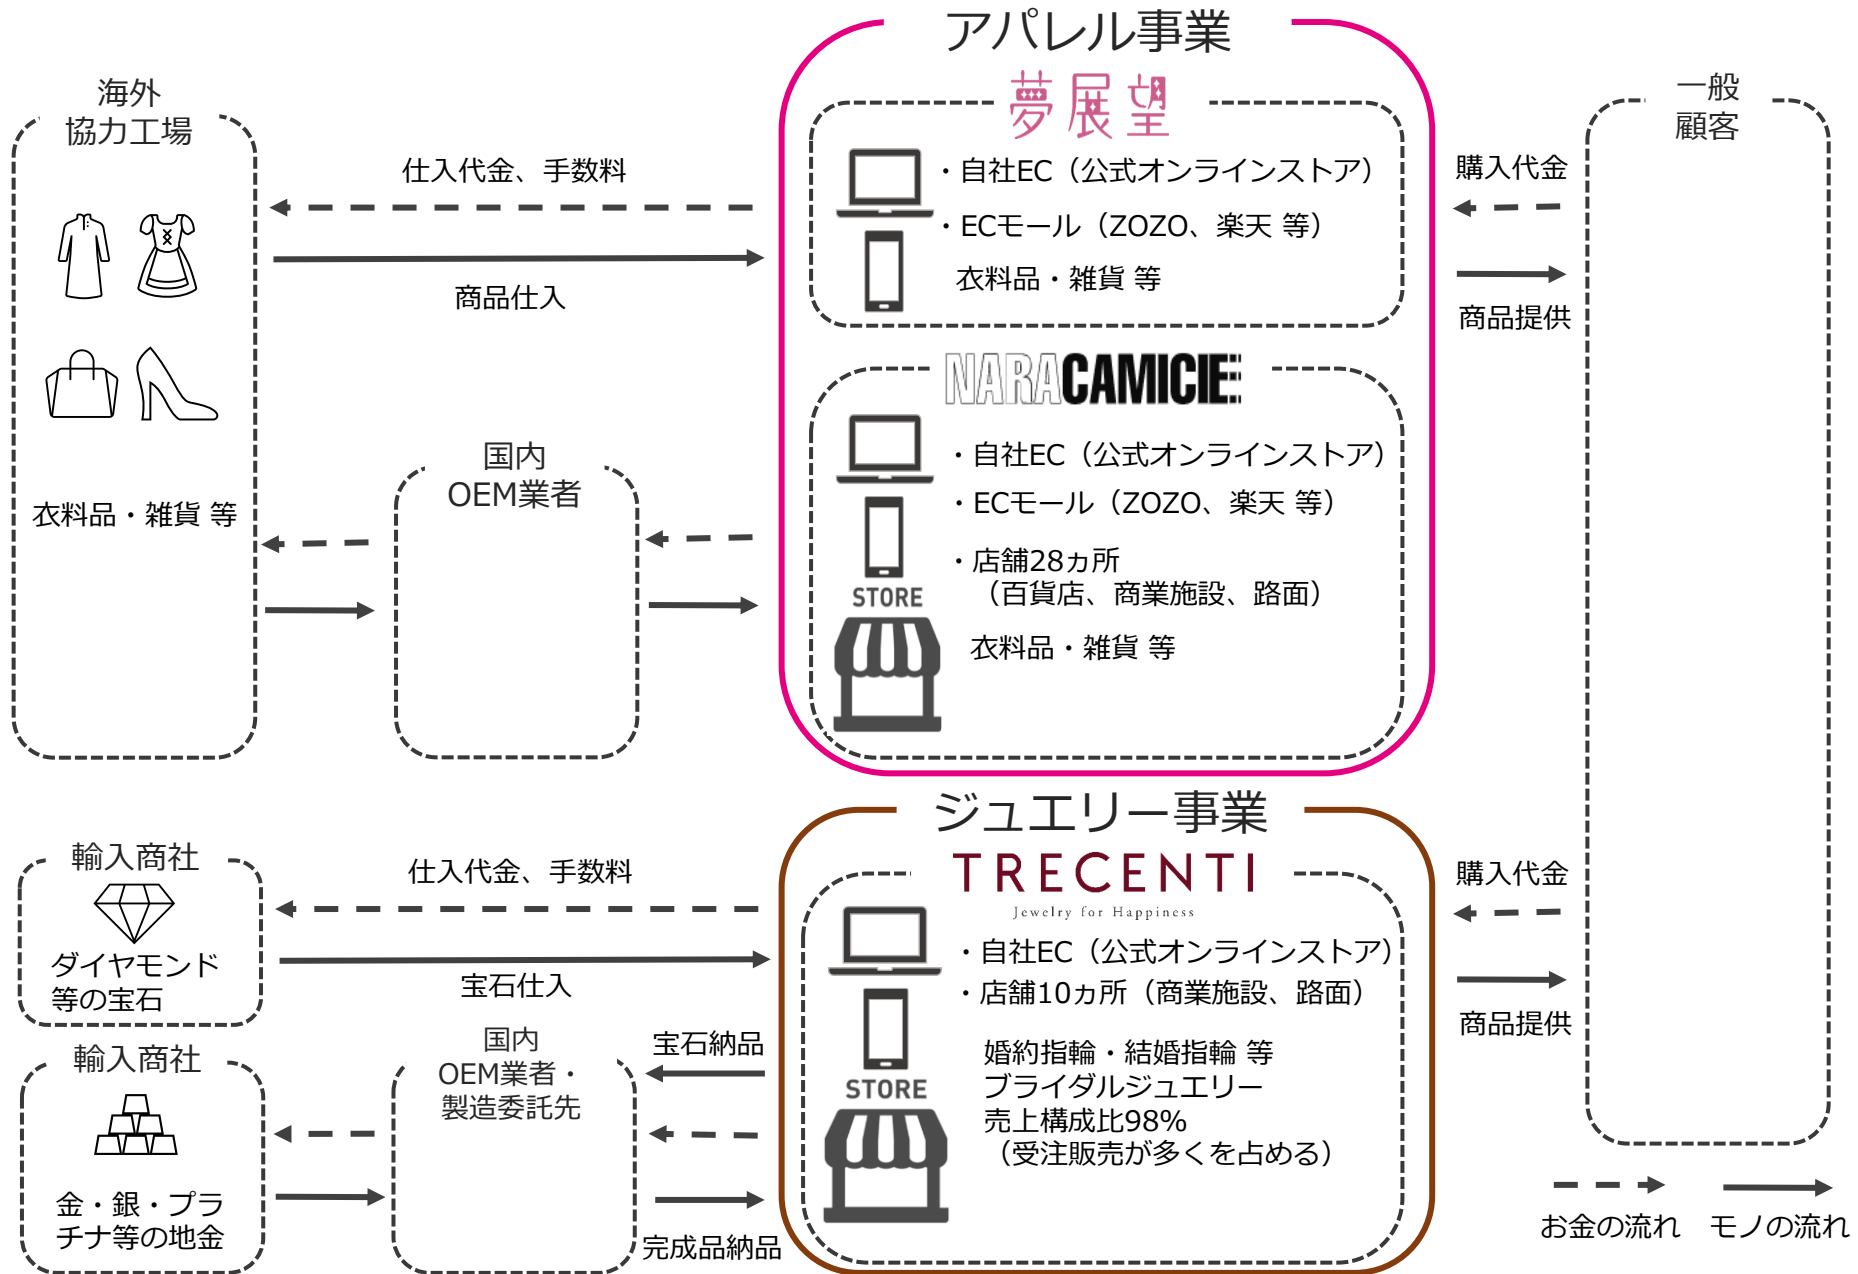 アパレル事業
海外
協力工場
衣料品・雑貨 等
仕入代金、手数料
商品仕入
国内
OEM業者
夢展望
・自社EC（公式オンラインストア）
・ECモール（ZOZO、楽天 等）
衣料品・雑貨 等
NARACAMICIE
・自社EC（公式オンラインストア）
・ECモール（ZOZO、楽天 等）
・店舗28ヵ所
（百貨店、商業施設、路面）
STORE
衣料品・雑貨 等
購入代金
商品提供
一般
顧客
ジュエリー事業
輸入商社
ダイヤモンド
等の宝石
仕入代金、手数料
宝石仕入
輸入商社
金・銀・プラ
チナ等の地金
国内
OEM業者・
製造委託先
宝石納品
完成品納品
TRECENTI
Jewelry for Happiness
・自社EC（公式オンラインストア）
・店舗10ヵ所（商業施設、路面）
STORE
婚約指輪・結婚指輪 等
ブライダルジュエリー
売上構成比98%
（受注販売が多くを占める）
購入代金
商品提供
お金の流れ
モノの流れ